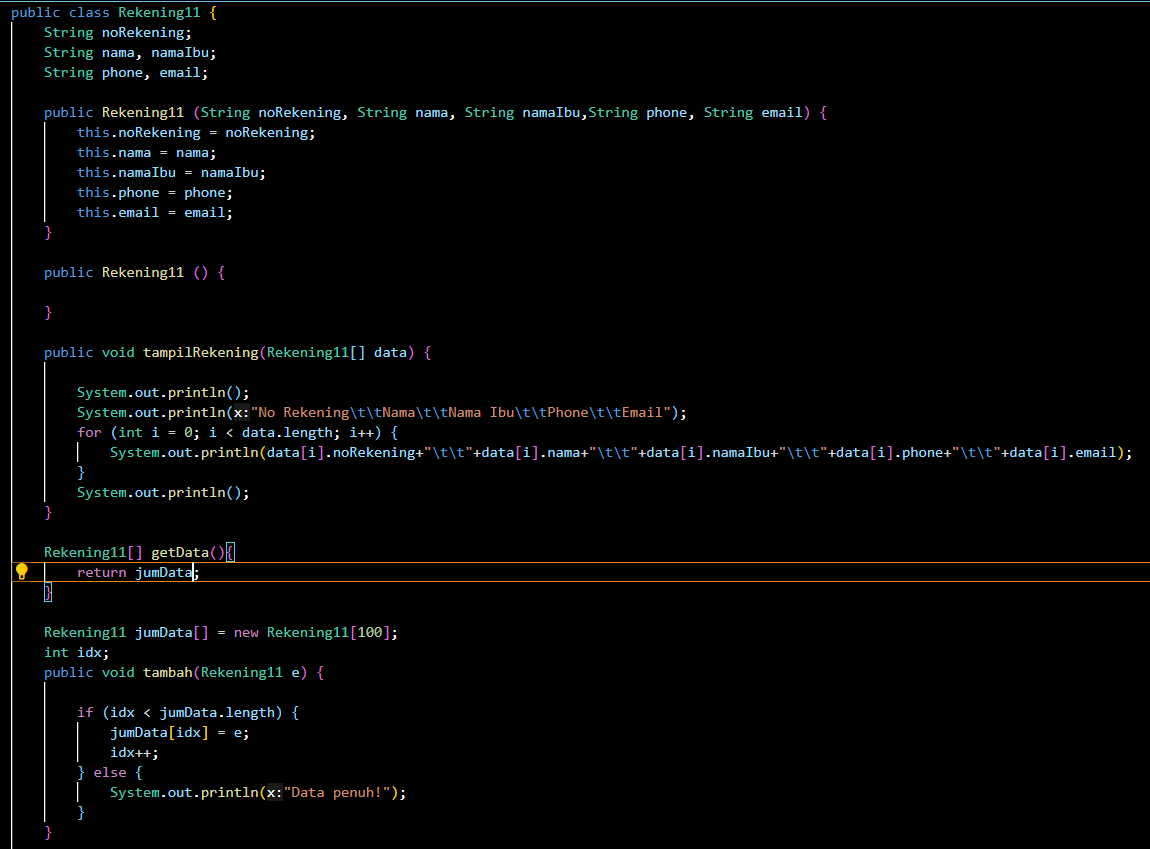 public class Rekening11 {
    String noRekening;
    String nama, namaIbu;
    String phone, email;

    public Rekening11 (String noRekening, String nama, String namaIbu,String phone, String email) {
        this.noRekening = noRekening;
        this.nama = nama;
        this.namaIbu = namaIbu;
        this.phone = phone;
        this.email = email;
    }

    public Rekening11 () {

    }

    public void tampilRekening(Rekening11[] data) {

        System.out.println();
        System.out.println(x:"No Rekening\t\tNama\t\tNama Ibu\t\tPhone\t\tEmail");
        for (int i = 0; i < data.length; i++) {
            System.out.println(data[i].noRekening+"\t\t"+data[i].nama+"\t\t"+data[i].namaIbu+"\t\t"+data[i].phone+"\t\t"+data[i].email);
        }
        System.out.println();
    }

    Rekening11[] getData(){
        return jumData;
    }

    Rekening11 jumData[] = new Rekening11[100];
    int idx;
    public void tambah(Rekening11 e) {

        if (idx < jumData.length) {
            jumData[idx] = e;
            idx++;
        } else {
            System.out.println(x:"Data penuh!");
        }
    }